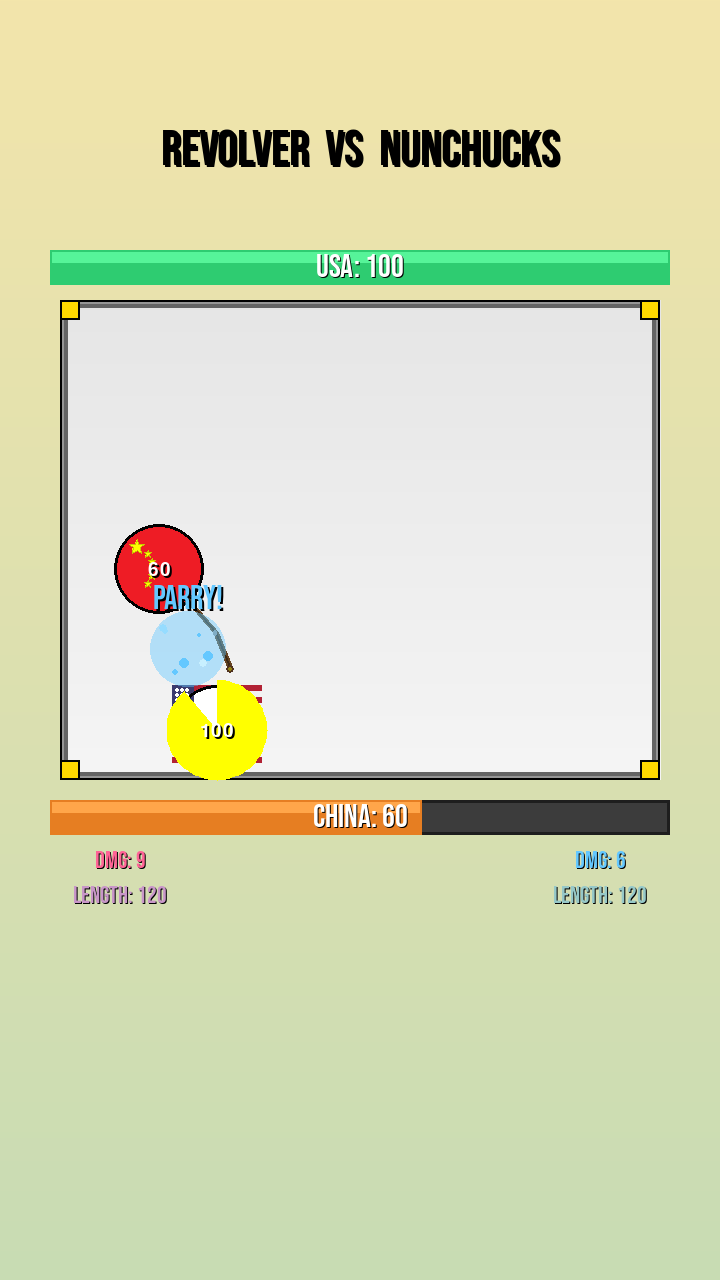 REVOLVER VS NUNCHUCKS
USA: 100
60
PARRY!
100
CHINA: 60
DMG: 9
DMG: 6
LENGTH: 120
LENGTH: 120